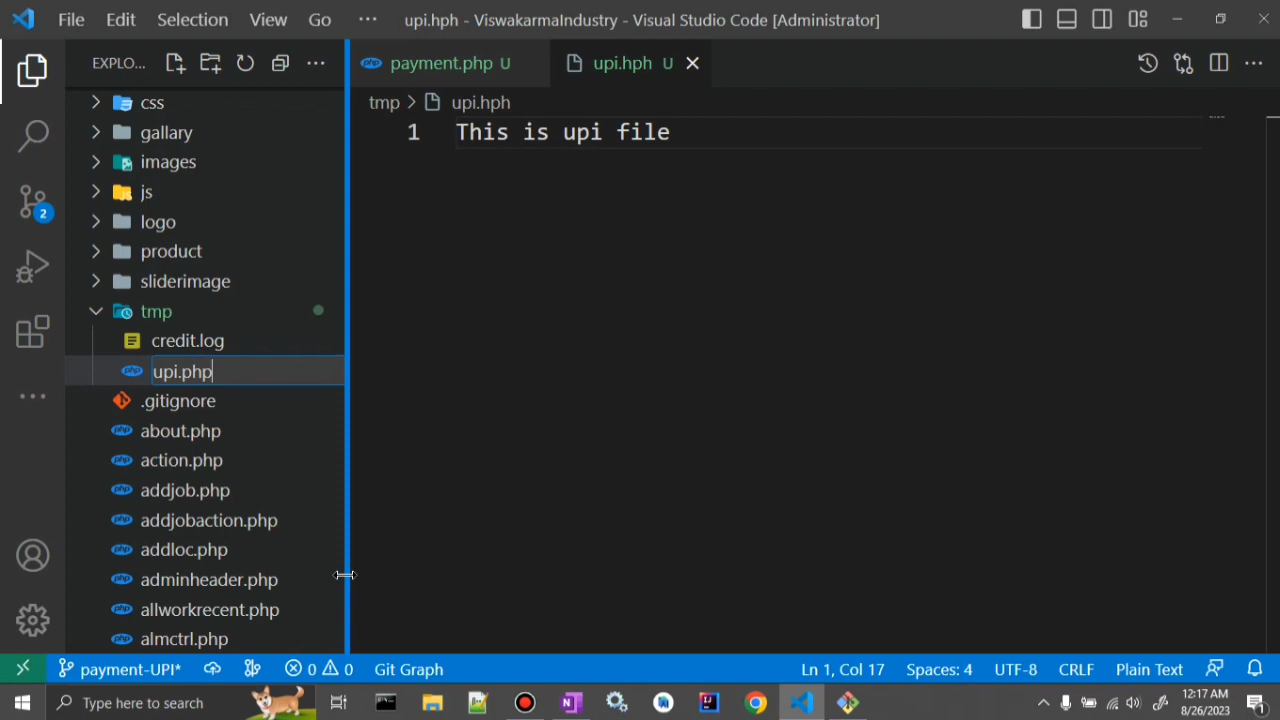 File Edit Selection View Go ··· upi.hph - ViswakarmaIndustry - Visual Studio Code [Administrator]
EXPLO... ···
payment.php U
upi.hph U
tmp > upi.hph
1 This is upi file
css
gallary
images
js
logo
product
sliderimage
tmp
credit.log
upi.php
.gitignore
about.php
action.php
addjob.php
addjobaction.php
addloc.php
adminheader.php
allworkrecent.php
almctrl.php
2
payment-UPI* 0 0 Git Graph Ln 1, Col 17 Spaces: 4 UTF-8 CRLF Plain Text
Type here to search
12:17 AM
8/26/2023
1